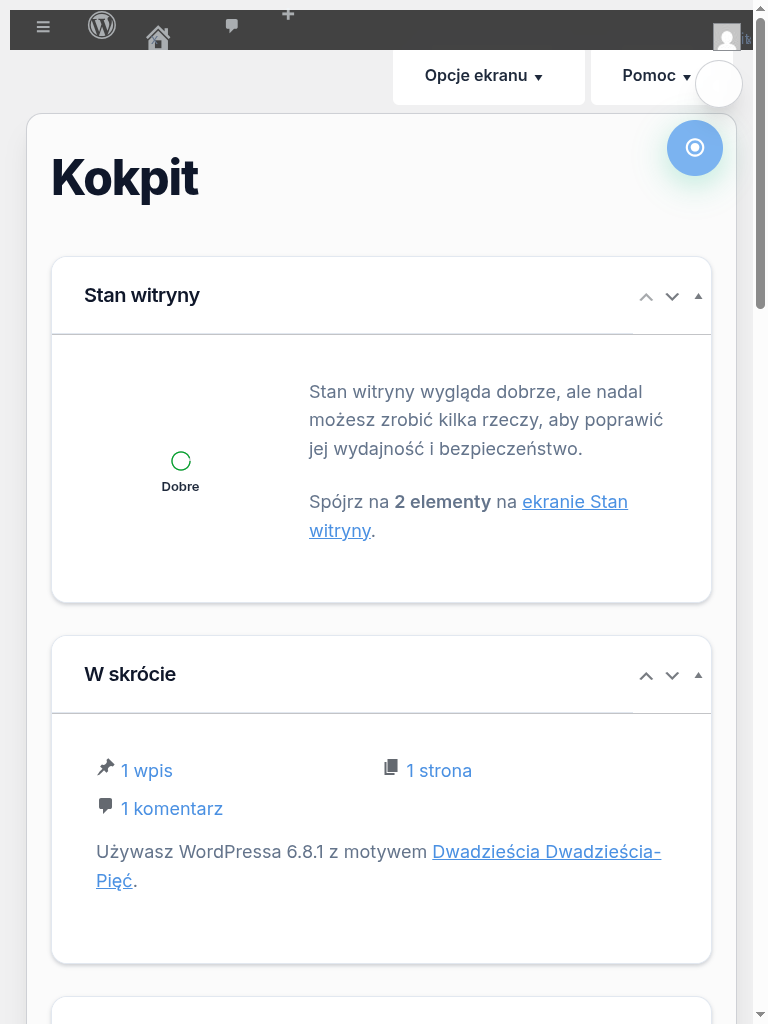 Opcje ekranu
Pomoc
Kokpit
Stan witryny
Stan witryny wygląda dobrze, ale nadal
możesz zrobić kilka rzeczy, aby poprawić
jej wydajność i bezpieczeństwo.
Dobre
Spójrz na 2 elementy na ekranie Stan
witryny.
W skrócie
1 wpis
1 strona
1 komentarz
Używasz WordPressa 6.8.1 z motywem Dwadzieścia Dwadzieścia-
Pięć.